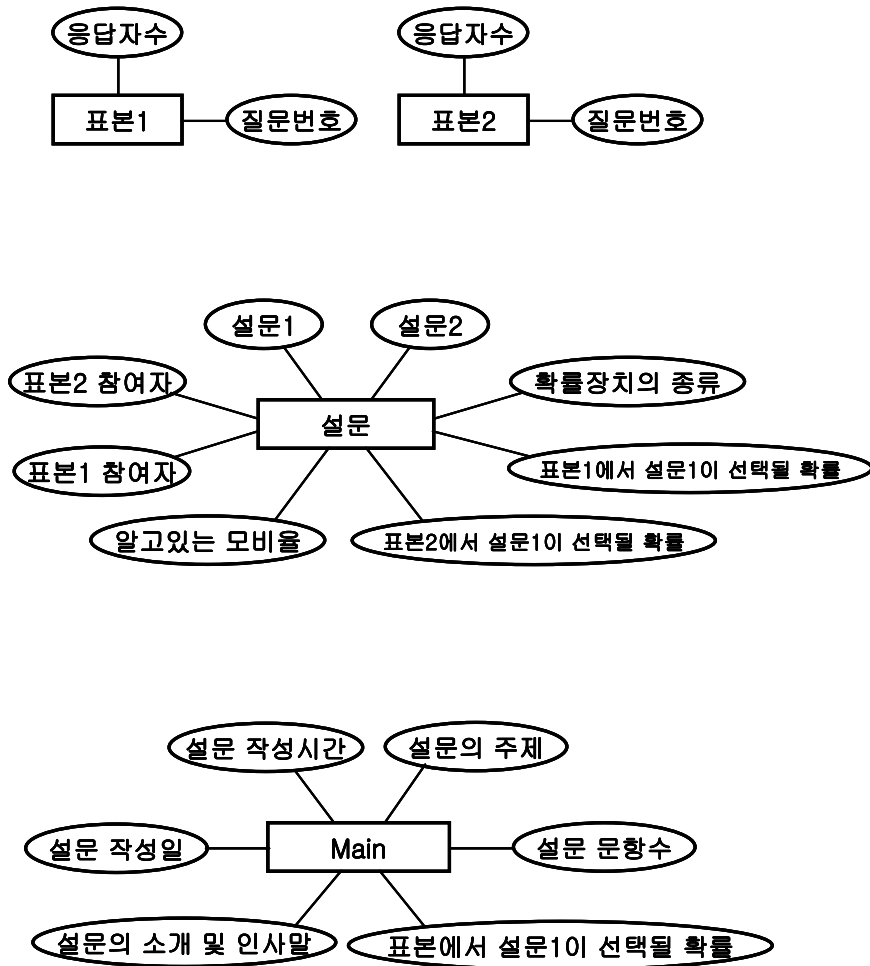 응답자수
응답자수
표본1
질문번호
표본2
질문번호
설문1
설문2
표본2 참여자
확률장치의 종류
설문
표본1 참여자
표본1에서 설문1이 선택될 확률
알고있는 모비율
표본2에서 설문1이 선택될 확률
설문 작성시간
설문의 주제
설문 작성일
Main
설문 문항수
설문의 소개 및 인사말
표본에서 설문1이 선택될 확률